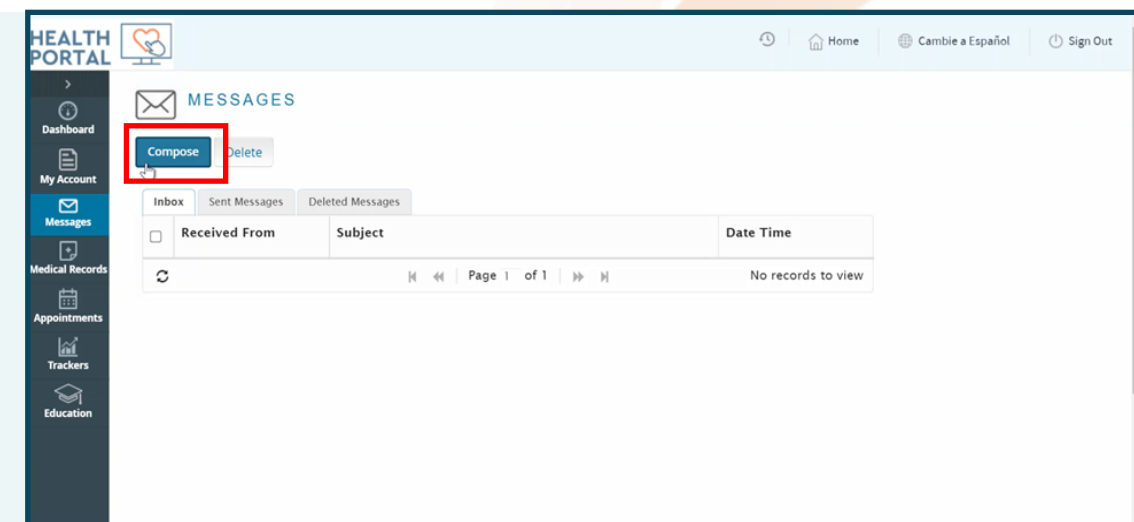 HEALTH
PORTAL
Home
Cambie a Español
Sign Out
Dashboard
My Account
Messages
Medical Records
Appointments
Trackers
Education
MESSAGES
Compose
Delete
Inbox
Sent Messages
Deleted Messages
Received From
Subject
Date Time
Page 1 of 1
No records to view